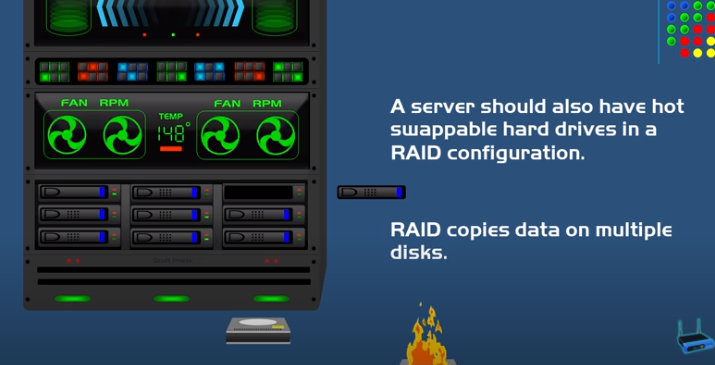 FAN RPM
TEMP
148°
FAN RPM
A server should also have hot
swappable hard drives in a
RAID configuration.
RAID copies data on multiple
disks.